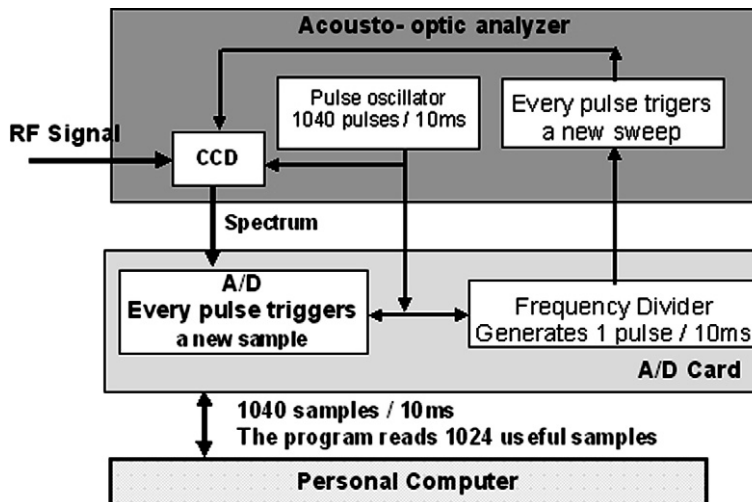 Acousto- optic analyzer
Pulse oscillator
1040 pulses / 10ms
Every pulse trigers
a new sweep
RF Signal
CCD
Spectrum
A/D
Every pulse triggers
a new sample
Frequency Divider
Generates 1 pulse / 10ms
A/D Card
1040 samples / 10ms
The program reads 1024 useful samples
Personal Computer